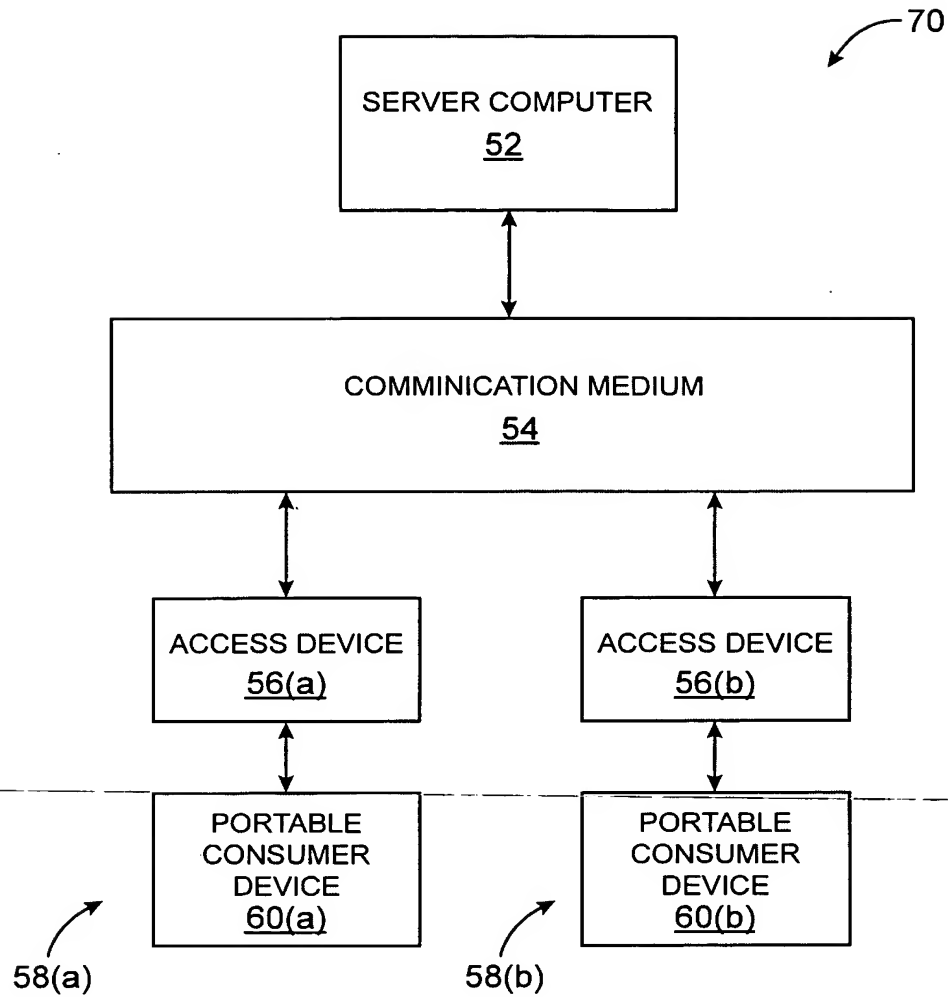 70
SERVER COMPUTER
52
COMMINICATION MEDIUM
54
ACCESS DEVICE
56(a)
ACCESS DEVICE
56(b)
PORTABLE
CONSUMER
DEVICE
60(a)
PORTABLE
CONSUMER
DEVICE
60(b)
58(a)
58(b)